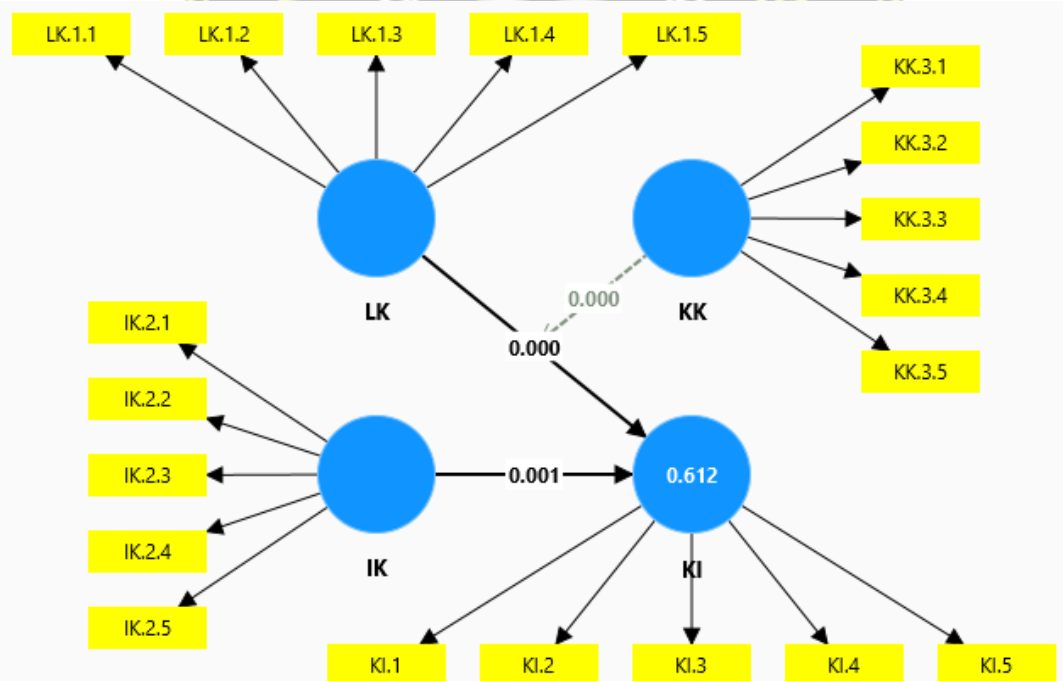 LK.1.1
LK.1.2
LK.1.3
LK.1.4
LK.1.5
KK.3.1
KK.3.2
KK.3.3
KK.3.4
KK.3.5
LK
KK
0.000
0.000
IK.2.1
IK.2.2
IK.2.3
IK.2.4
IK.2.5
0.001
0.612
IK
KI
KI.1
KI.2
KI.3
KI.4
KI.5